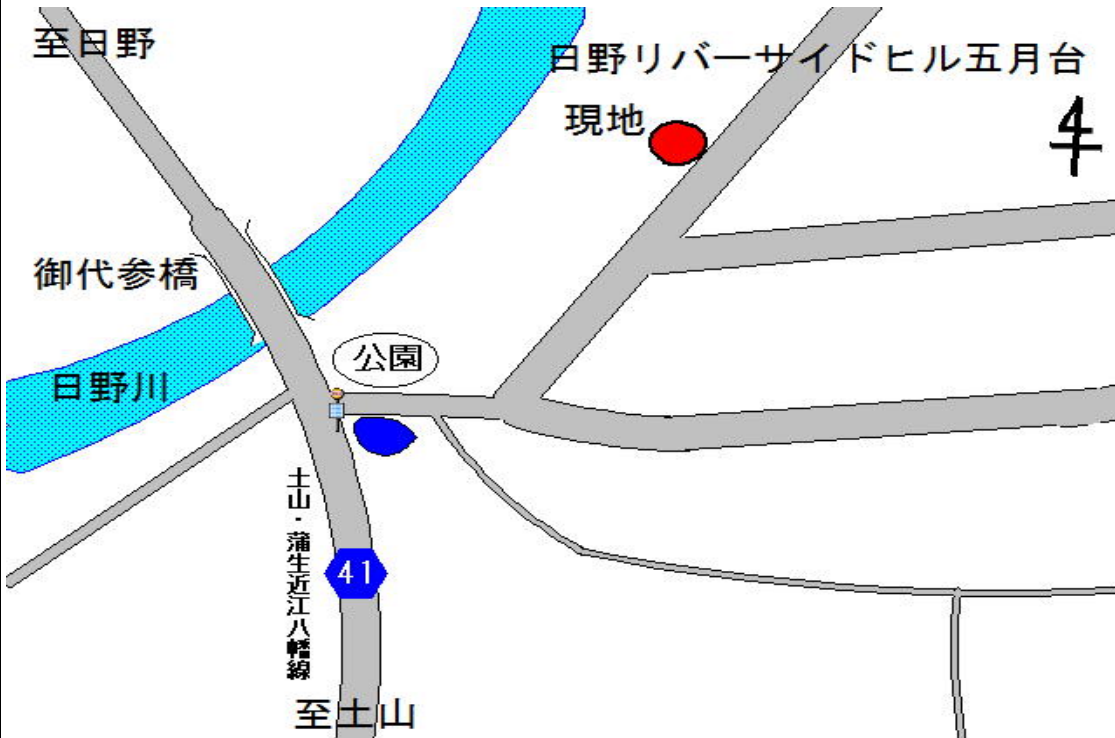 至日野
日野リバーサイドヒル五月台
現地
御代参橋
公園
日野川
土山・蒲生近江八幡線
41
至土山